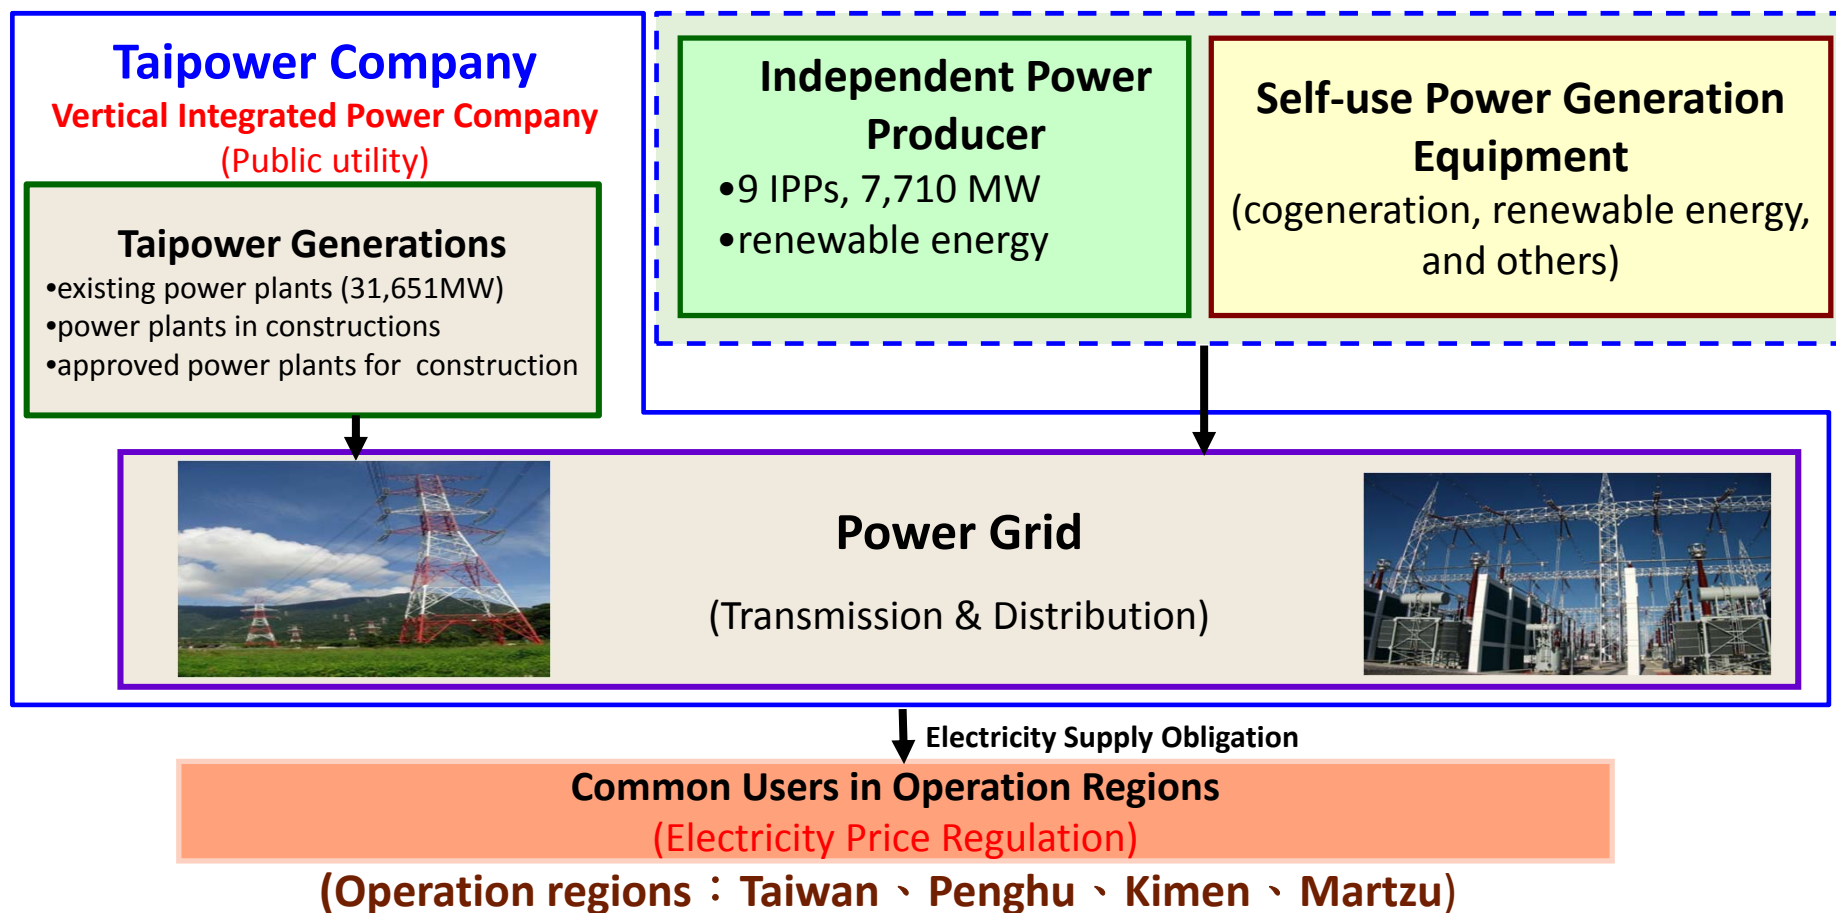 Taipower Company
Vertical Integrated Power Company
(Public utility)
Taipower Generations
•existing power plants (31,651MW)
•power plants in constructions
•approved power plants for construction
Independent Power
Producer
•9 IPPs, 7,710 MW
•renewable energy
Self-use Power Generation
Equipment
(cogeneration, renewable energy,
and others)
Power Grid
(Transmission & Distribution)
Electricity Supply Obligation
Common Users in Operation Regions
(Electricity Price Regulation)
(Operation regions：Taiwan、Penghu、Kimen、Martzu)